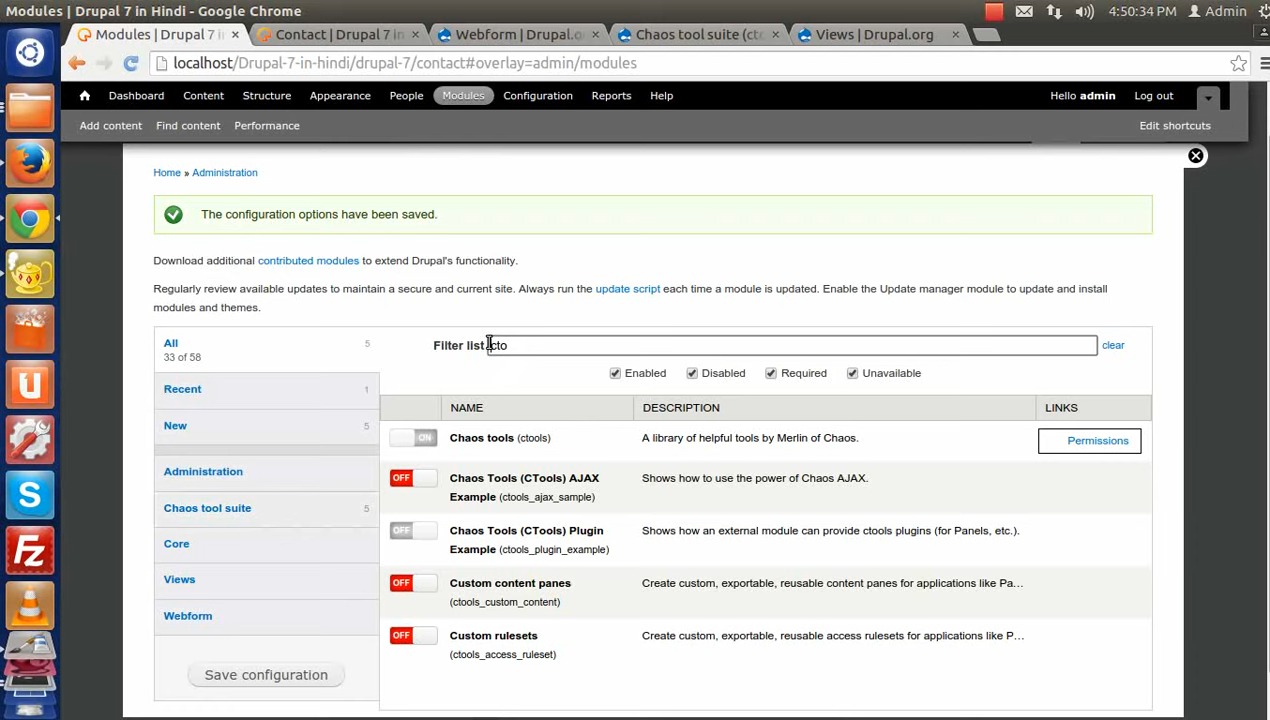 Modules | Drupal 7 in Hindi - Google Chrome
4:50:34 PM Admin
Modules | Drupal 7 i × Contact | Drupal 7 in × Webform | Drupal.org × Chaos tool suite (cto × Views | Drupal.org ×
localhost/Drupal-7-in-hindi/drupal-7/contact#overlay=admin/modules
Dashboard Content Structure Appearance People Modules Configuration Reports Help Hello admin Log out
Add content Find content Performance Edit shortcuts
Home » Administration
The configuration options have been saved.
Download additional contributed modules to extend Drupal's functionality.
Regularly review available updates to maintain a secure and current site. Always run the update script each time a module is updated. Enable the Update manager module to update and install
modules and themes.
All 5
33 of 58
Filter list cto clear
Enabled Disabled Required Unavailable
Recent 1
New
Administration
Chaos tool suite 5
Core
Views
Webform
Save configuration
NAME DESCRIPTION LINKS
ON Chaos tools (ctools) A library of helpful tools by Merlin of Chaos. Permissions
OFF Chaos Tools (CTools) AJAX Shows how to use the power of Chaos AJAX.
Example (ctools_ajax_sample)
OFF Chaos Tools (CTools) Plugin Shows how an external module can provide ctools plugins (for Panels, etc.).
Example (ctools_plugin_example)
OFF Custom content panes Create custom, exportable, reusable content panes for applications like Pa...
(ctools_custom_content)
OFF Custom rulesets Create custom, exportable, reusable access rulesets for applications like P...
(ctools_access_ruleset)